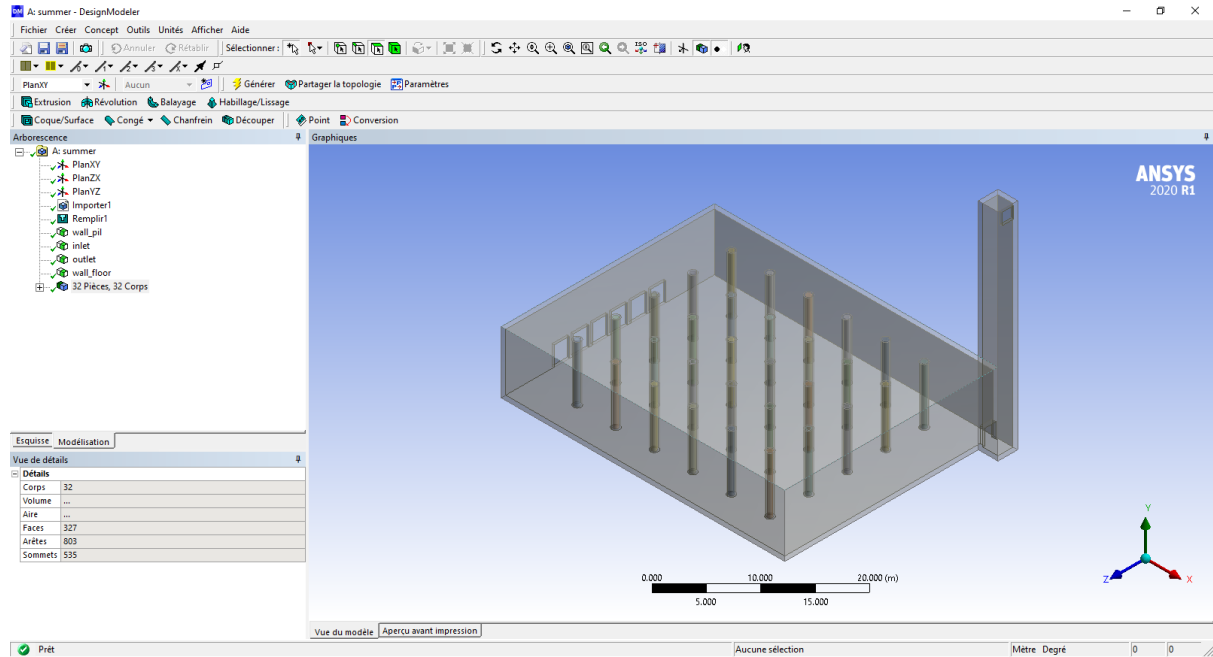 A: summer - DesignModeler
Fichier Créer Concept Outils Unités Afficher Aide
Annuler Rétablir Sélectionner:
PlanXY Aucun Générer Partager la topologie Paramètres
Extrusion Révolution Balayage Habillage/Lissage
Coque/Surface Congé Chanfrein Découper Point Conversion
Arborescence
A: summer
PlanXY
PlanZX
PlanYZ
Importer1
Remplir1
wall_pil
inlet
outlet
wall_floor
32 Pièces, 32 Corps
Esquisse Modélisation
Vue de détails
Détails
Corps 32
Volume ...
Aire ...
Faces 327
Arêtes 803
Sommets 535
Graphiques
ANSYS
2020 R1
Y
Z X
0.000 10.000 20.000 (m)
5.000 15.000
Vue du modèle Aperçu avant impression
Prêt Aucune sélection Mètre Degré 0 0